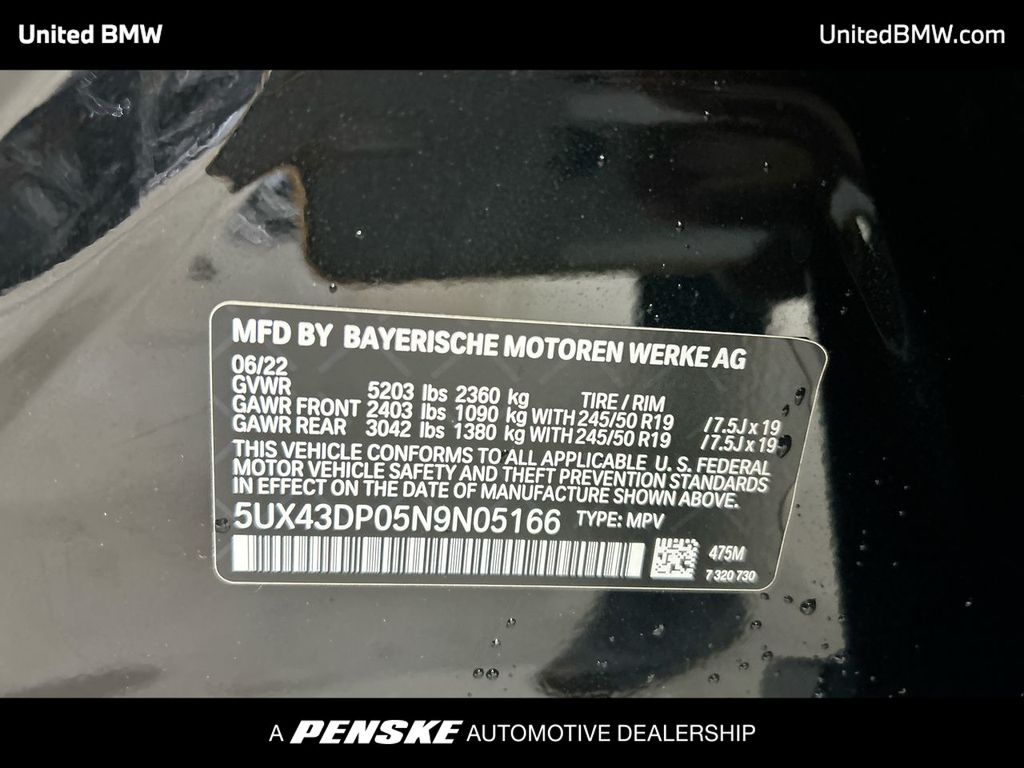 United BMW
UnitedBMW.com
MFD BY BAYERISCHE MOTOREN WERKE AG
06/22
GVWR 5203 lbs 2360 kg TIRE / RIM
GAWR FRONT 2403 lbs 1090 kg WITH 245/50 R19 /7.5J x 19
GAWR REAR 3042 lbs 1380 kg WITH 245/50 R19 /7.5J x 19
THIS VEHICLE CONFORMS TO ALL APPLICABLE U. S. FEDERAL
MOTOR VEHICLE SAFETY AND THEFT PREVENTION STANDARDS
IN EFFECT ON THE DATE OF MANUFACTURE SHOWN ABOVE.
5UX43DP05N9N05166 TYPE: MPV
475M
7 320 730
A PENSKE AUTOMOTIVE DEALERSHIP